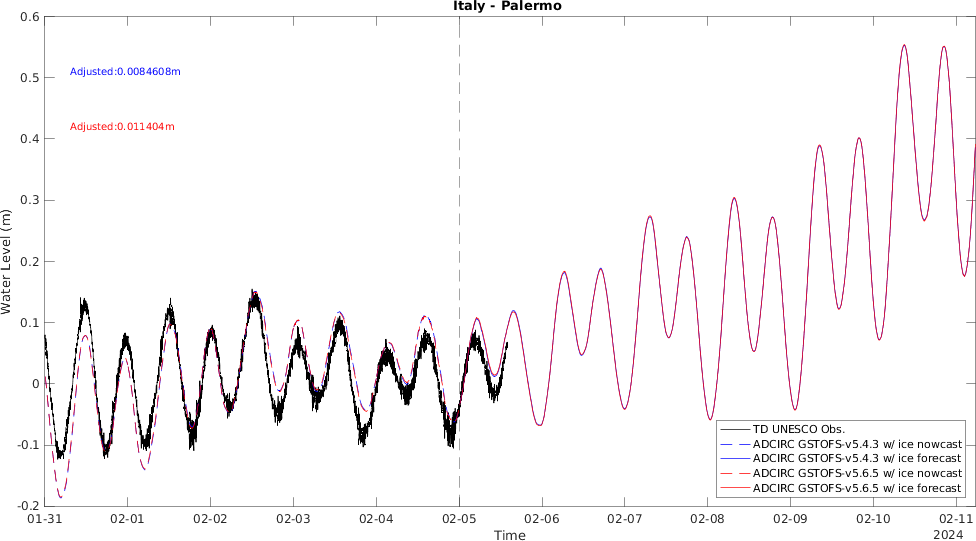 Italy - Palermo
Water Level (m)
0.6
0.5
0.4
0.3
0.2
0.1
0
-0.1
-0.2
Adjusted:0.0084608m
Adjusted:0.011404m
TD UNESCO Obs.
ADCIRC GSTOFS-v5.4.3 w/ ice nowcast
ADCIRC GSTOFS-v5.4.3 w/ ice forecast
ADCIRC GSTOFS-v5.6.5 w/ ice nowcast
ADCIRC GSTOFS-v5.6.5 w/ ice forecast
01-31 02-01 02-02 02-03 02-04 02-05 02-06 02-07 02-08 02-09 02-10 02-11
Time
2024